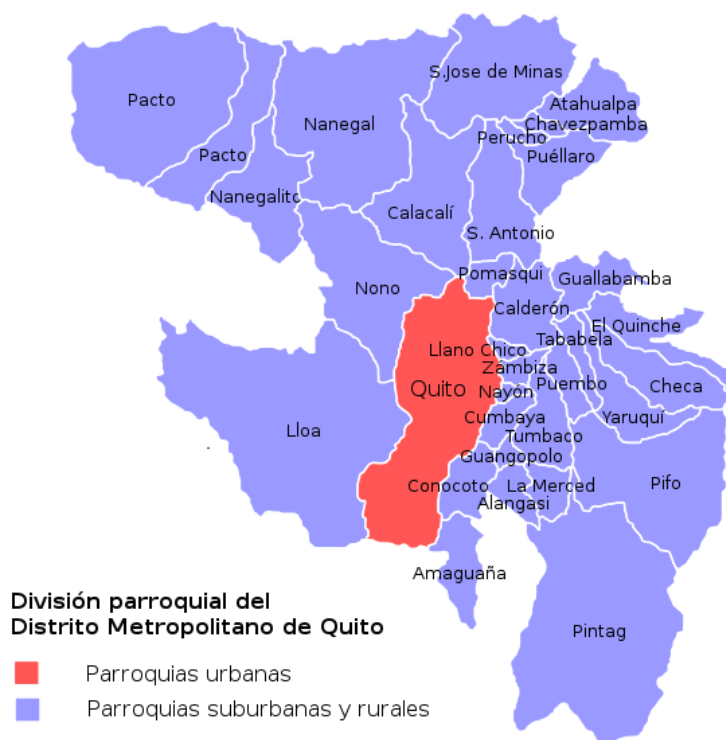 S.Jose de Minas
Pacto
Atahualpa
Nanegal
Chavezpamba
Perucho
Pacto
Puéllaro
Nanegalito
Calacalí
S. Antonio
Pomasqui
Guallabamba
Nono
Calderón
El Quinche
Tababela
Llano Chico
Zámbiza
Puembo
Checa
Quito
Nayón
Cumbaya
Yaruquí
Lloa
Tumbaco
Guangopolo
Conocoto
La Merced
Pifo
Alangasi
Amaguaña
Pintag
División parroquial del
Distrito Metropolitano de Quito
Parroquias urbanas
Parroquias suburbanas y rurales